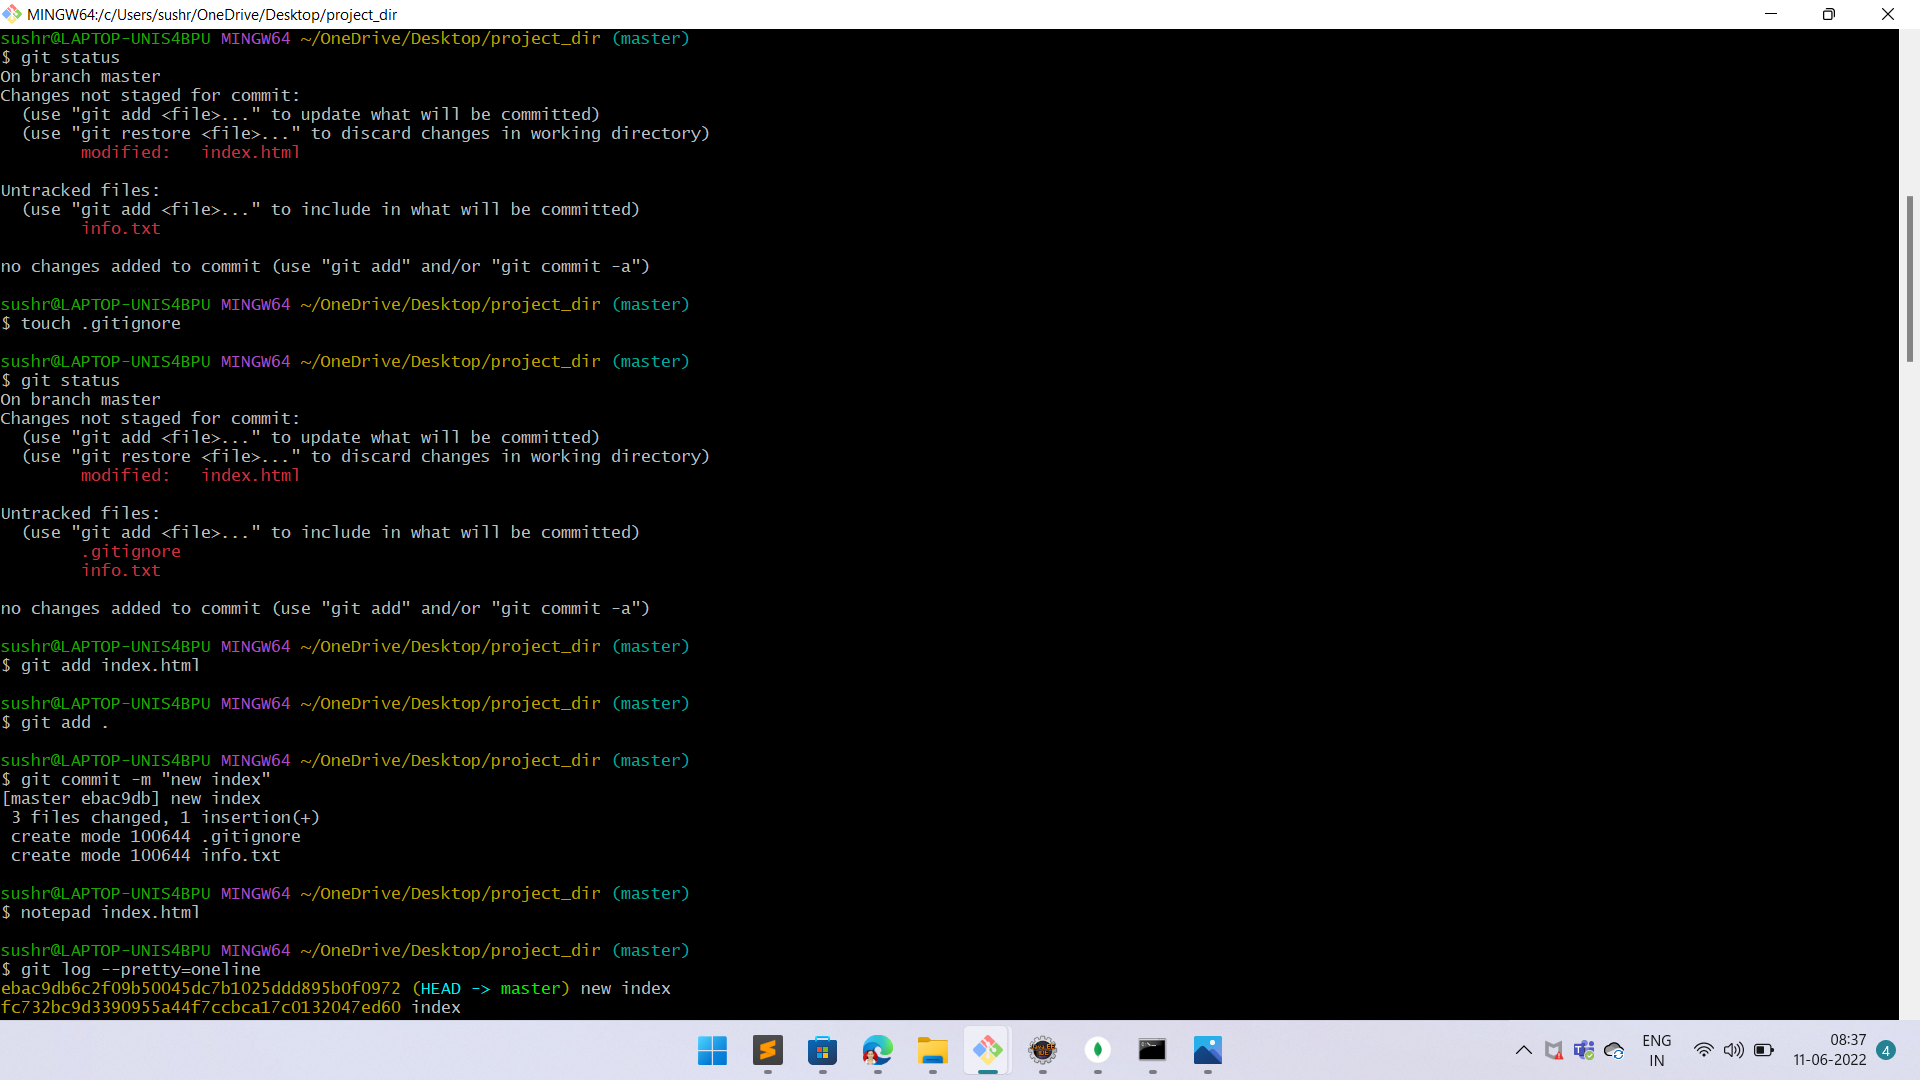 MINGW64:/c/Users/sushr/OneDrive/Desktop/project_dir
sushr@LAPTOP-UNIS4BPU MINGW64 ~/OneDrive/Desktop/project_dir (master)
$ git status
On branch master
Changes not staged for commit:
  (use "git add <file>..." to update what will be committed)
  (use "git restore <file>..." to discard changes in working directory)
        modified:   index.html

Untracked files:
  (use "git add <file>..." to include in what will be committed)
        info.txt

no changes added to commit (use "git add" and/or "git commit -a")

sushr@LAPTOP-UNIS4BPU MINGW64 ~/OneDrive/Desktop/project_dir (master)
$ touch .gitignore

sushr@LAPTOP-UNIS4BPU MINGW64 ~/OneDrive/Desktop/project_dir (master)
$ git status
On branch master
Changes not staged for commit:
  (use "git add <file>..." to update what will be committed)
  (use "git restore <file>..." to discard changes in working directory)
        modified:   index.html

Untracked files:
  (use "git add <file>..." to include in what will be committed)
        .gitignore
        info.txt

no changes added to commit (use "git add" and/or "git commit -a")

sushr@LAPTOP-UNIS4BPU MINGW64 ~/OneDrive/Desktop/project_dir (master)
$ git add index.html

sushr@LAPTOP-UNIS4BPU MINGW64 ~/OneDrive/Desktop/project_dir (master)
$ git add .

sushr@LAPTOP-UNIS4BPU MINGW64 ~/OneDrive/Desktop/project_dir (master)
$ git commit -m "new index"
[master ebac9db] new index
 3 files changed, 1 insertion(+)
 create mode 100644 .gitignore
 create mode 100644 info.txt

sushr@LAPTOP-UNIS4BPU MINGW64 ~/OneDrive/Desktop/project_dir (master)
$ notepad index.html

sushr@LAPTOP-UNIS4BPU MINGW64 ~/OneDrive/Desktop/project_dir (master)
$ git log --pretty=oneline
ebac9db6c2f09b50045dc7b1025ddd895b0f0972 (HEAD -> master) new index
fc732bc9d3390955a44f7ccbca17c0132047ed60 index
ENG
IN
08:37
11-06-2022
4